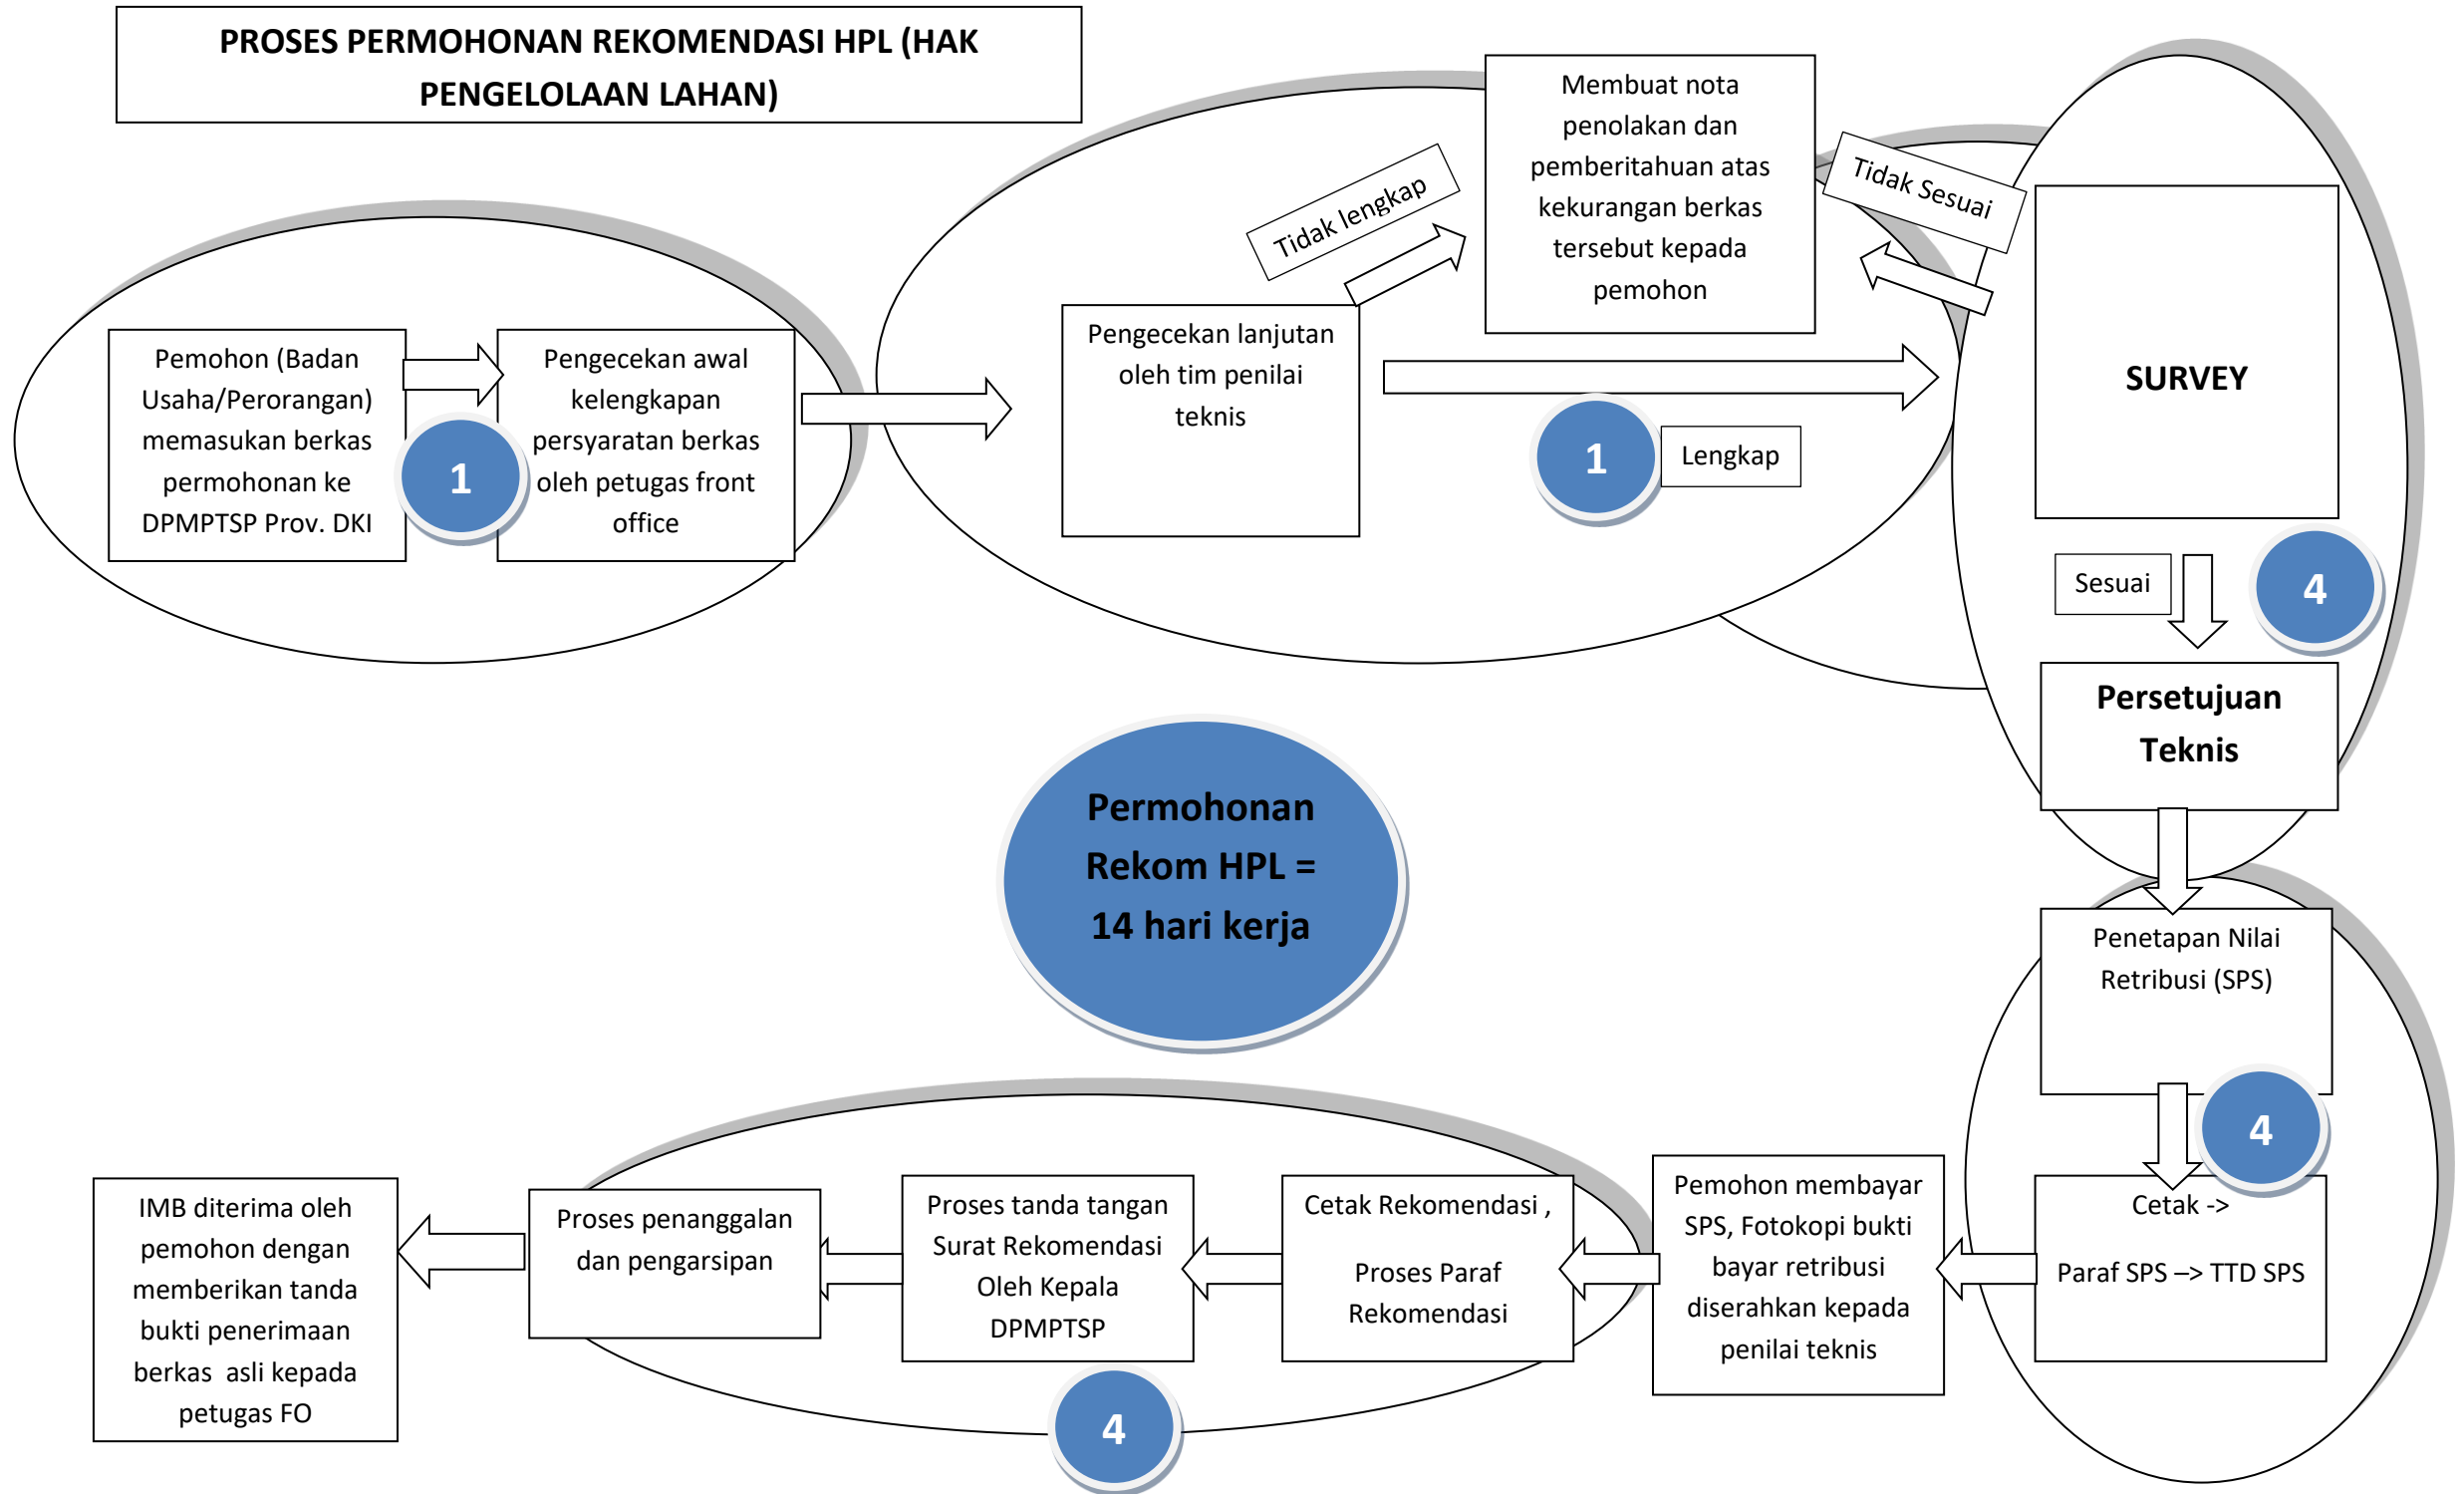 PROSES PERMOHONAN REKOMENDASI HPL (HAK
PENGELOLAAN LAHAN)
Pemohon (Badan
Usaha/Perorangan)
memasukan berkas
permohonan ke
DPMPTSP Prov. DKI
1
Pengecekan awal
kelengkapan
persyaratan berkas
oleh petugas front
office
Pengecekan lanjutan
oleh tim penilai
teknis
Tidak lengkap
Membuat nota
penolakan dan
pemberitahuan atas
kekurangan berkas
tersebut kepada
pemohon
Tidak Sesuai
1
Lengkap
SURVEY
Sesuai
4
Persetujuan
Teknis
Permohonan
Rekom HPL =
14 hari kerja
Penetapan Nilai
Retribusi (SPS)
4
Cetak ->
Paraf SPS –> TTD SPS
Pemohon membayar
SPS, Fotokopi bukti
bayar retribusi
diserahkan kepada
penilai teknis
Cetak Rekomendasi ,
Proses Paraf
Rekomendasi
Proses tanda tangan
Surat Rekomendasi
Oleh Kepala
DPMPTSP
4
Proses penanggalan
dan pengarsipan
IMB diterima oleh
pemohon dengan
memberikan tanda
bukti penerimaan
berkas  asli kepada
petugas FO